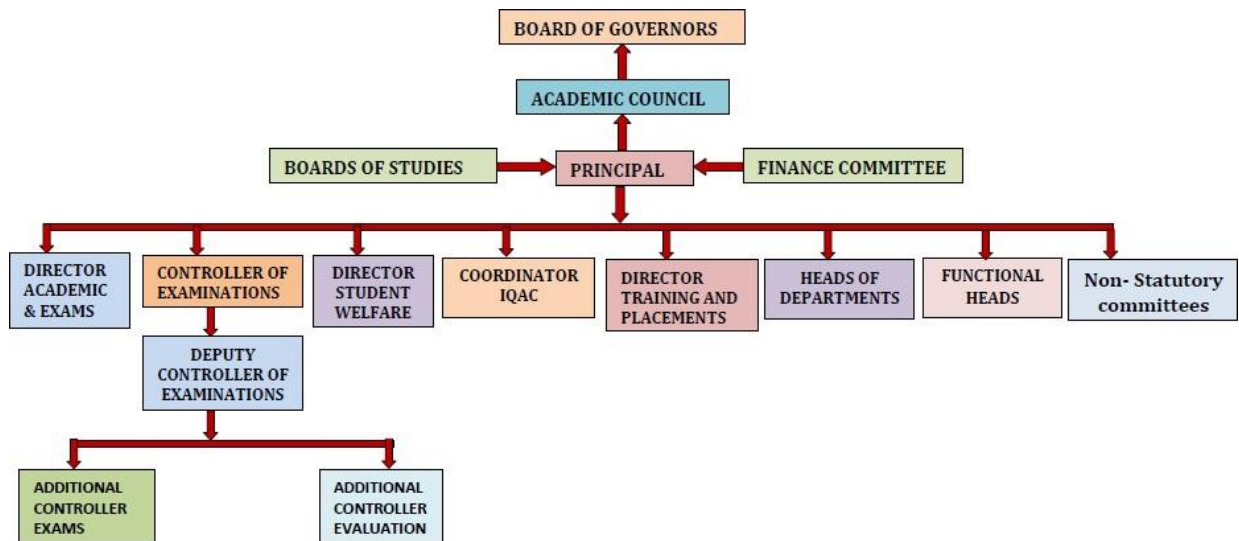 BOARD OF GOVERNORS
ACADEMIC COUNCIL
BOARDS OF STUDIES
PRINCIPAL
FINANCE COMMITTEE
DIRECTOR
ACADEMIC
& EXAMS
CONTROLLER OF
EXAMINATIONS
DIRECTOR
STUDENT
WELFARE
COORDINATOR
IQAC
DIRECTOR
TRAINING AND
PLACEMENTS
HEADS OF
DEPARTMENTS
FUNCTIONAL
HEADS
Non- Statutory
committees
DEPUTY
CONTROLLER OF
EXAMINATIONS
ADDITIONAL
CONTROLLER
EXAMS
ADDITIONAL
CONTROLLER
EVALUATION